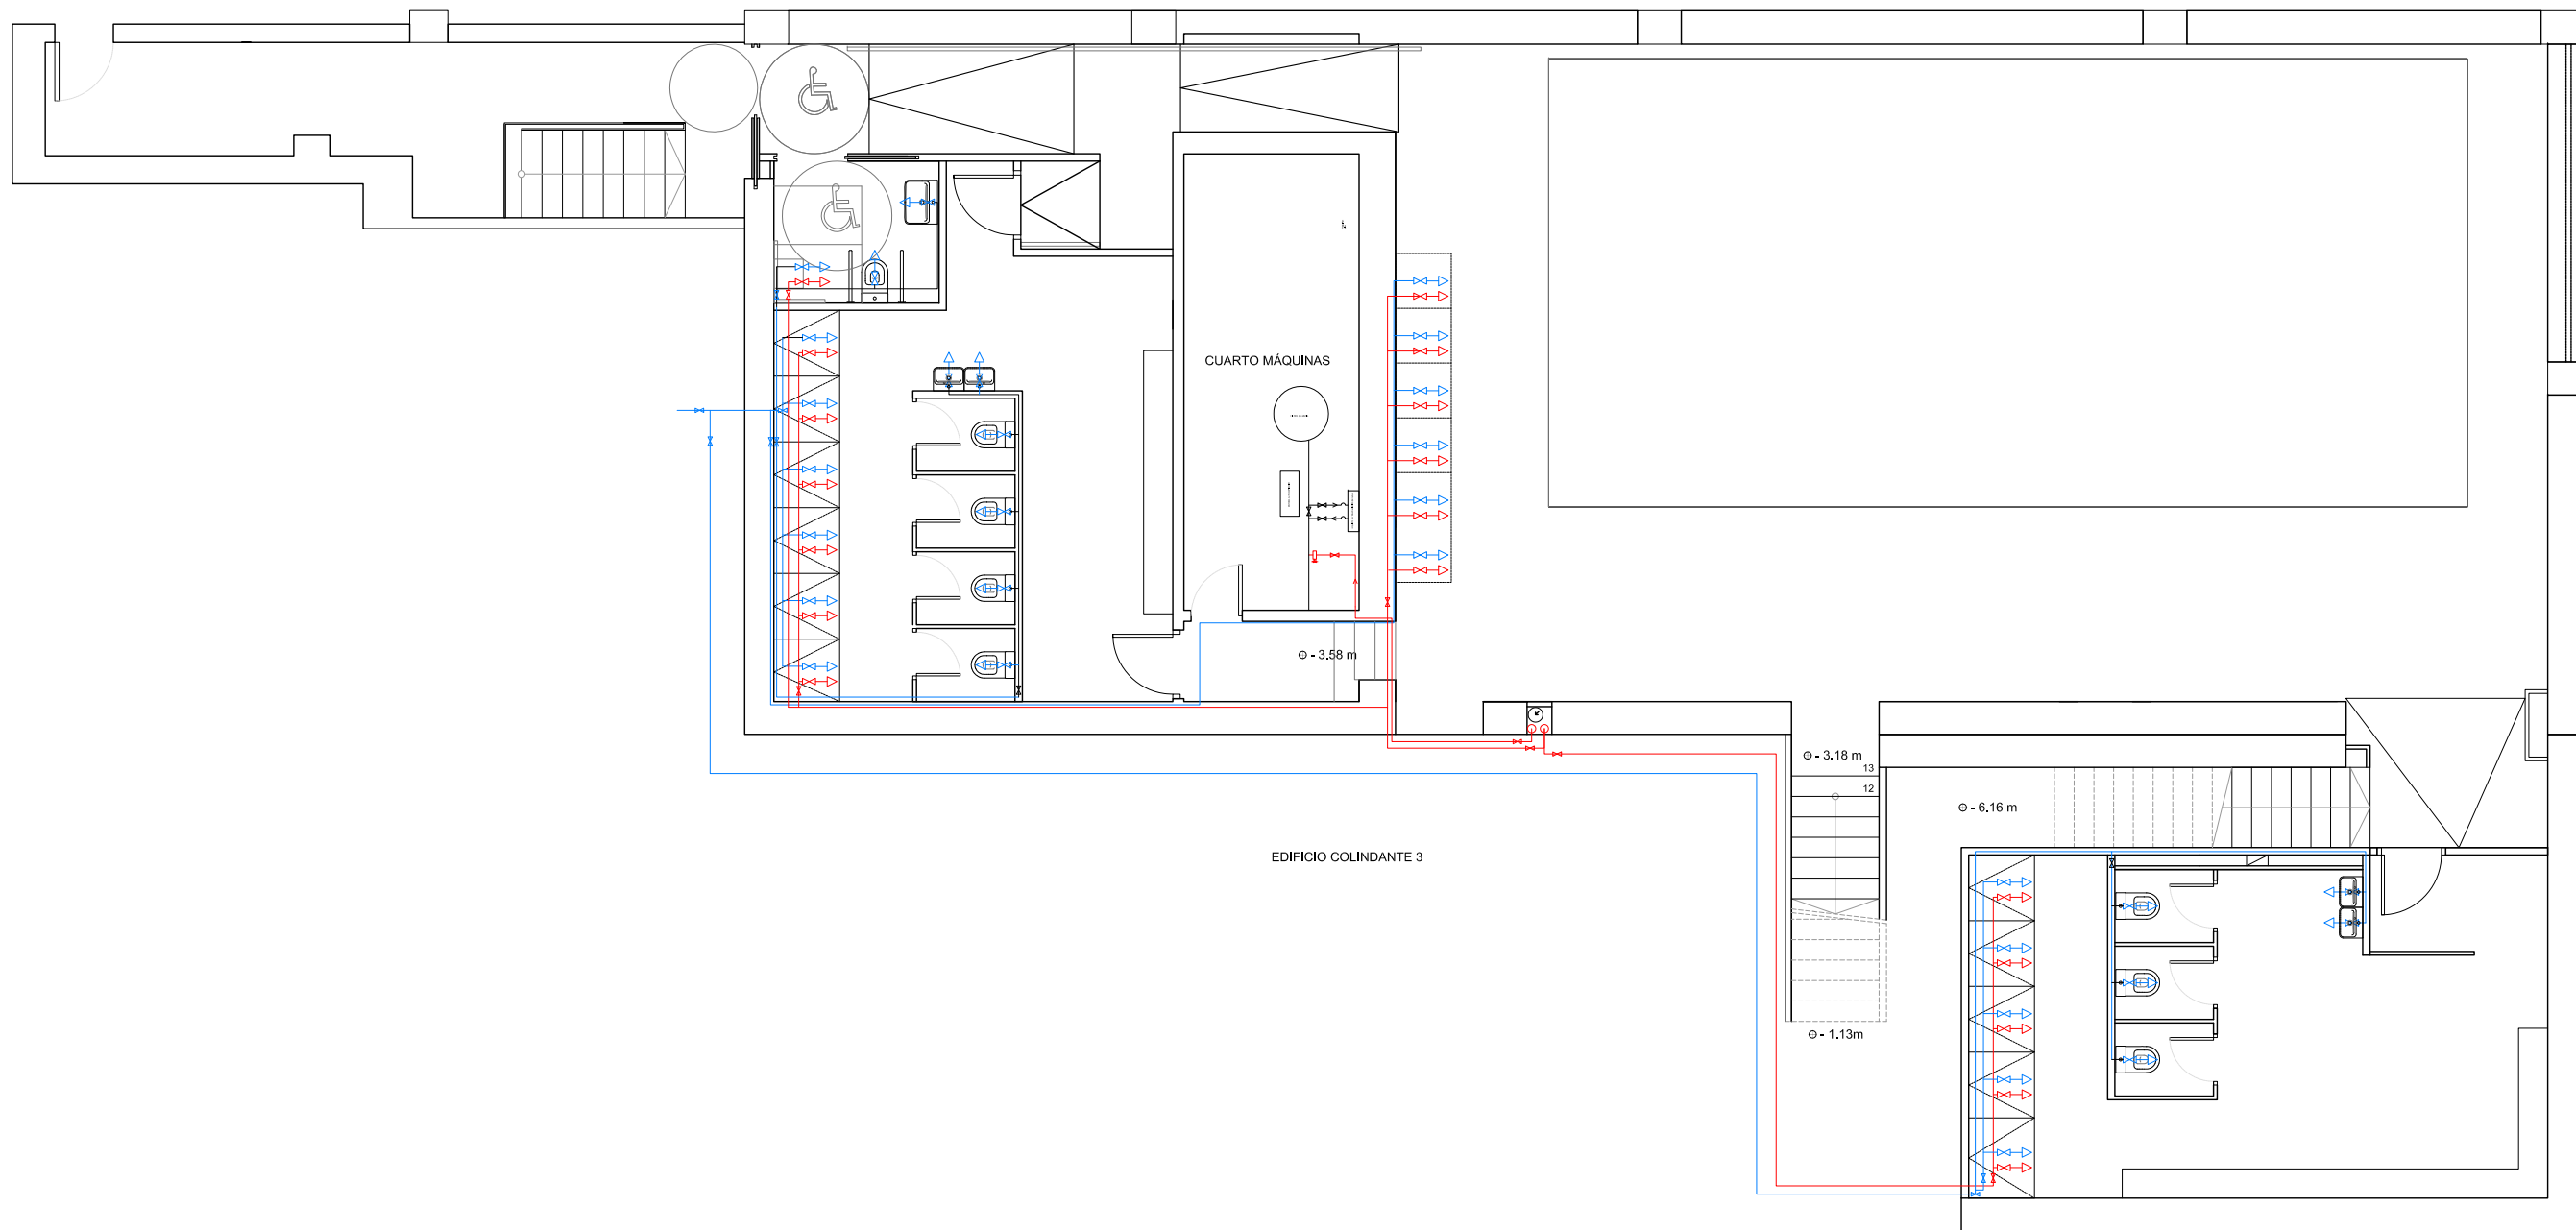 CUARTO MÁQUINAS
⊖ - 3.58 m
⊖ - 3.18 m
13
12
⊖ - 6.16 m
EDIFICIO COLINDANTE 3
⊖ - 1.13m